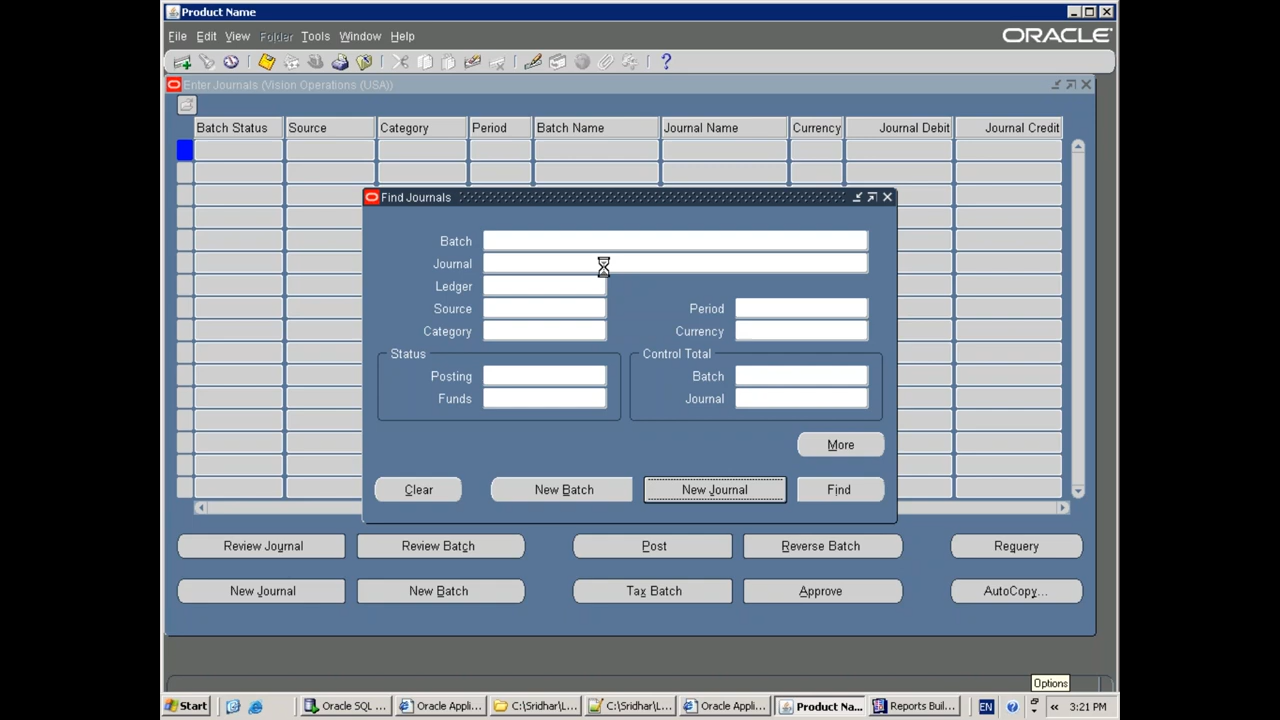 Product Name
File Edit View Folder Tools Window Help
ORACLE
Enter Journals (Vision Operations (USA))
Batch Status Source Category Period Batch Name Journal Name Currency Journal Debit Journal Credit
Find Journals
Batch
Journal
Ledger
Source Period
Category Currency
Status Control Total
Posting Batch
Funds Journal
More
Clear New Batch New Journal Find
Review Journal Review Batch Post Reverse Batch Requery
New Journal New Batch Tax Batch Approve AutoCopy...
Options
Start Oracle SQL ... Oracle Appli... C:\Sridhar\L... C:\Sridhar\L... Oracle Appli... Product Na... Reports Buil... EN « 3:21 PM